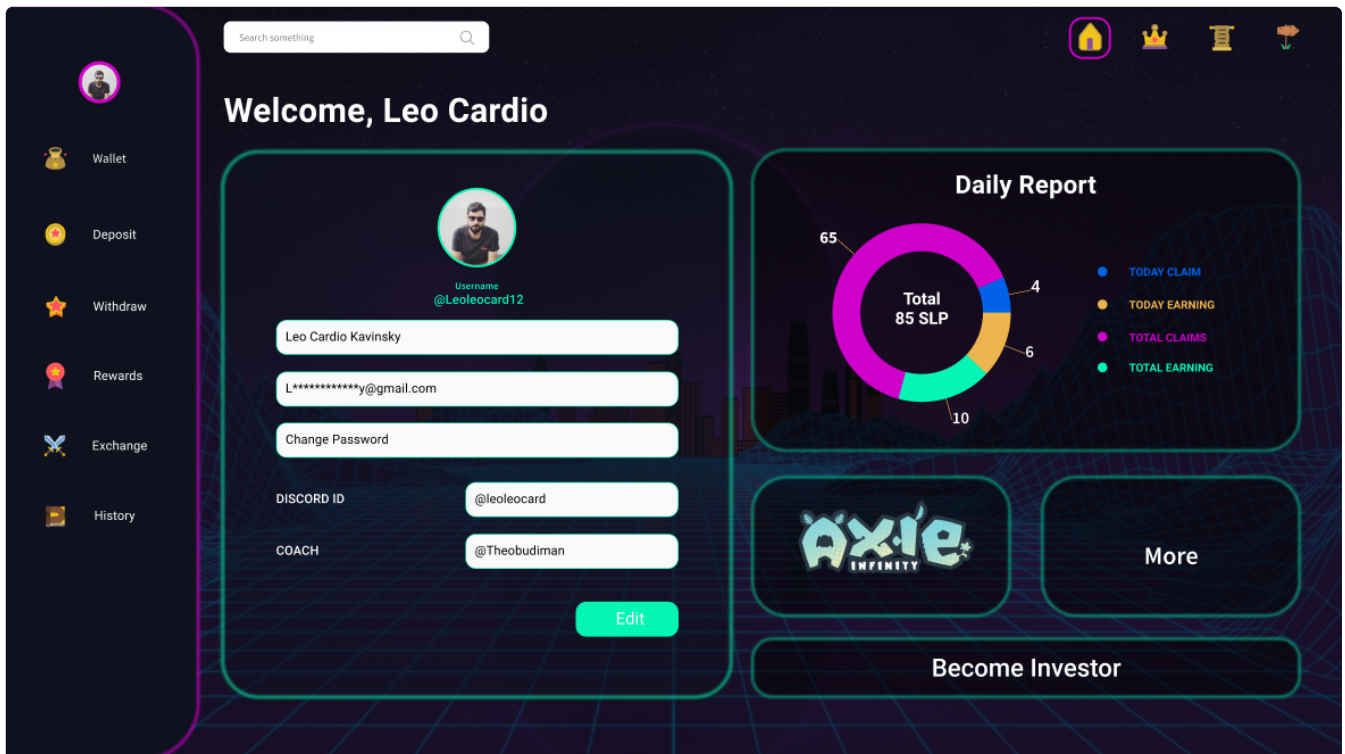 Search something
Welcome, Leo Cardio
Wallet
Deposit
Withdraw
Rewards
Exchange
History
Username
@Leoleocard12
Leo Cardio Kavinsky
L************y@gmail.com
Change Password
DISCORD ID
@leoleocard
COACH
@Theobudiman
Edit
Daily Report
65
4
6
10
Total
85 SLP
TODAY CLAIM
TODAY EARNING
TOTAL CLAIMS
TOTAL EARNING
AXIE
INFINITY
More
Become Investor